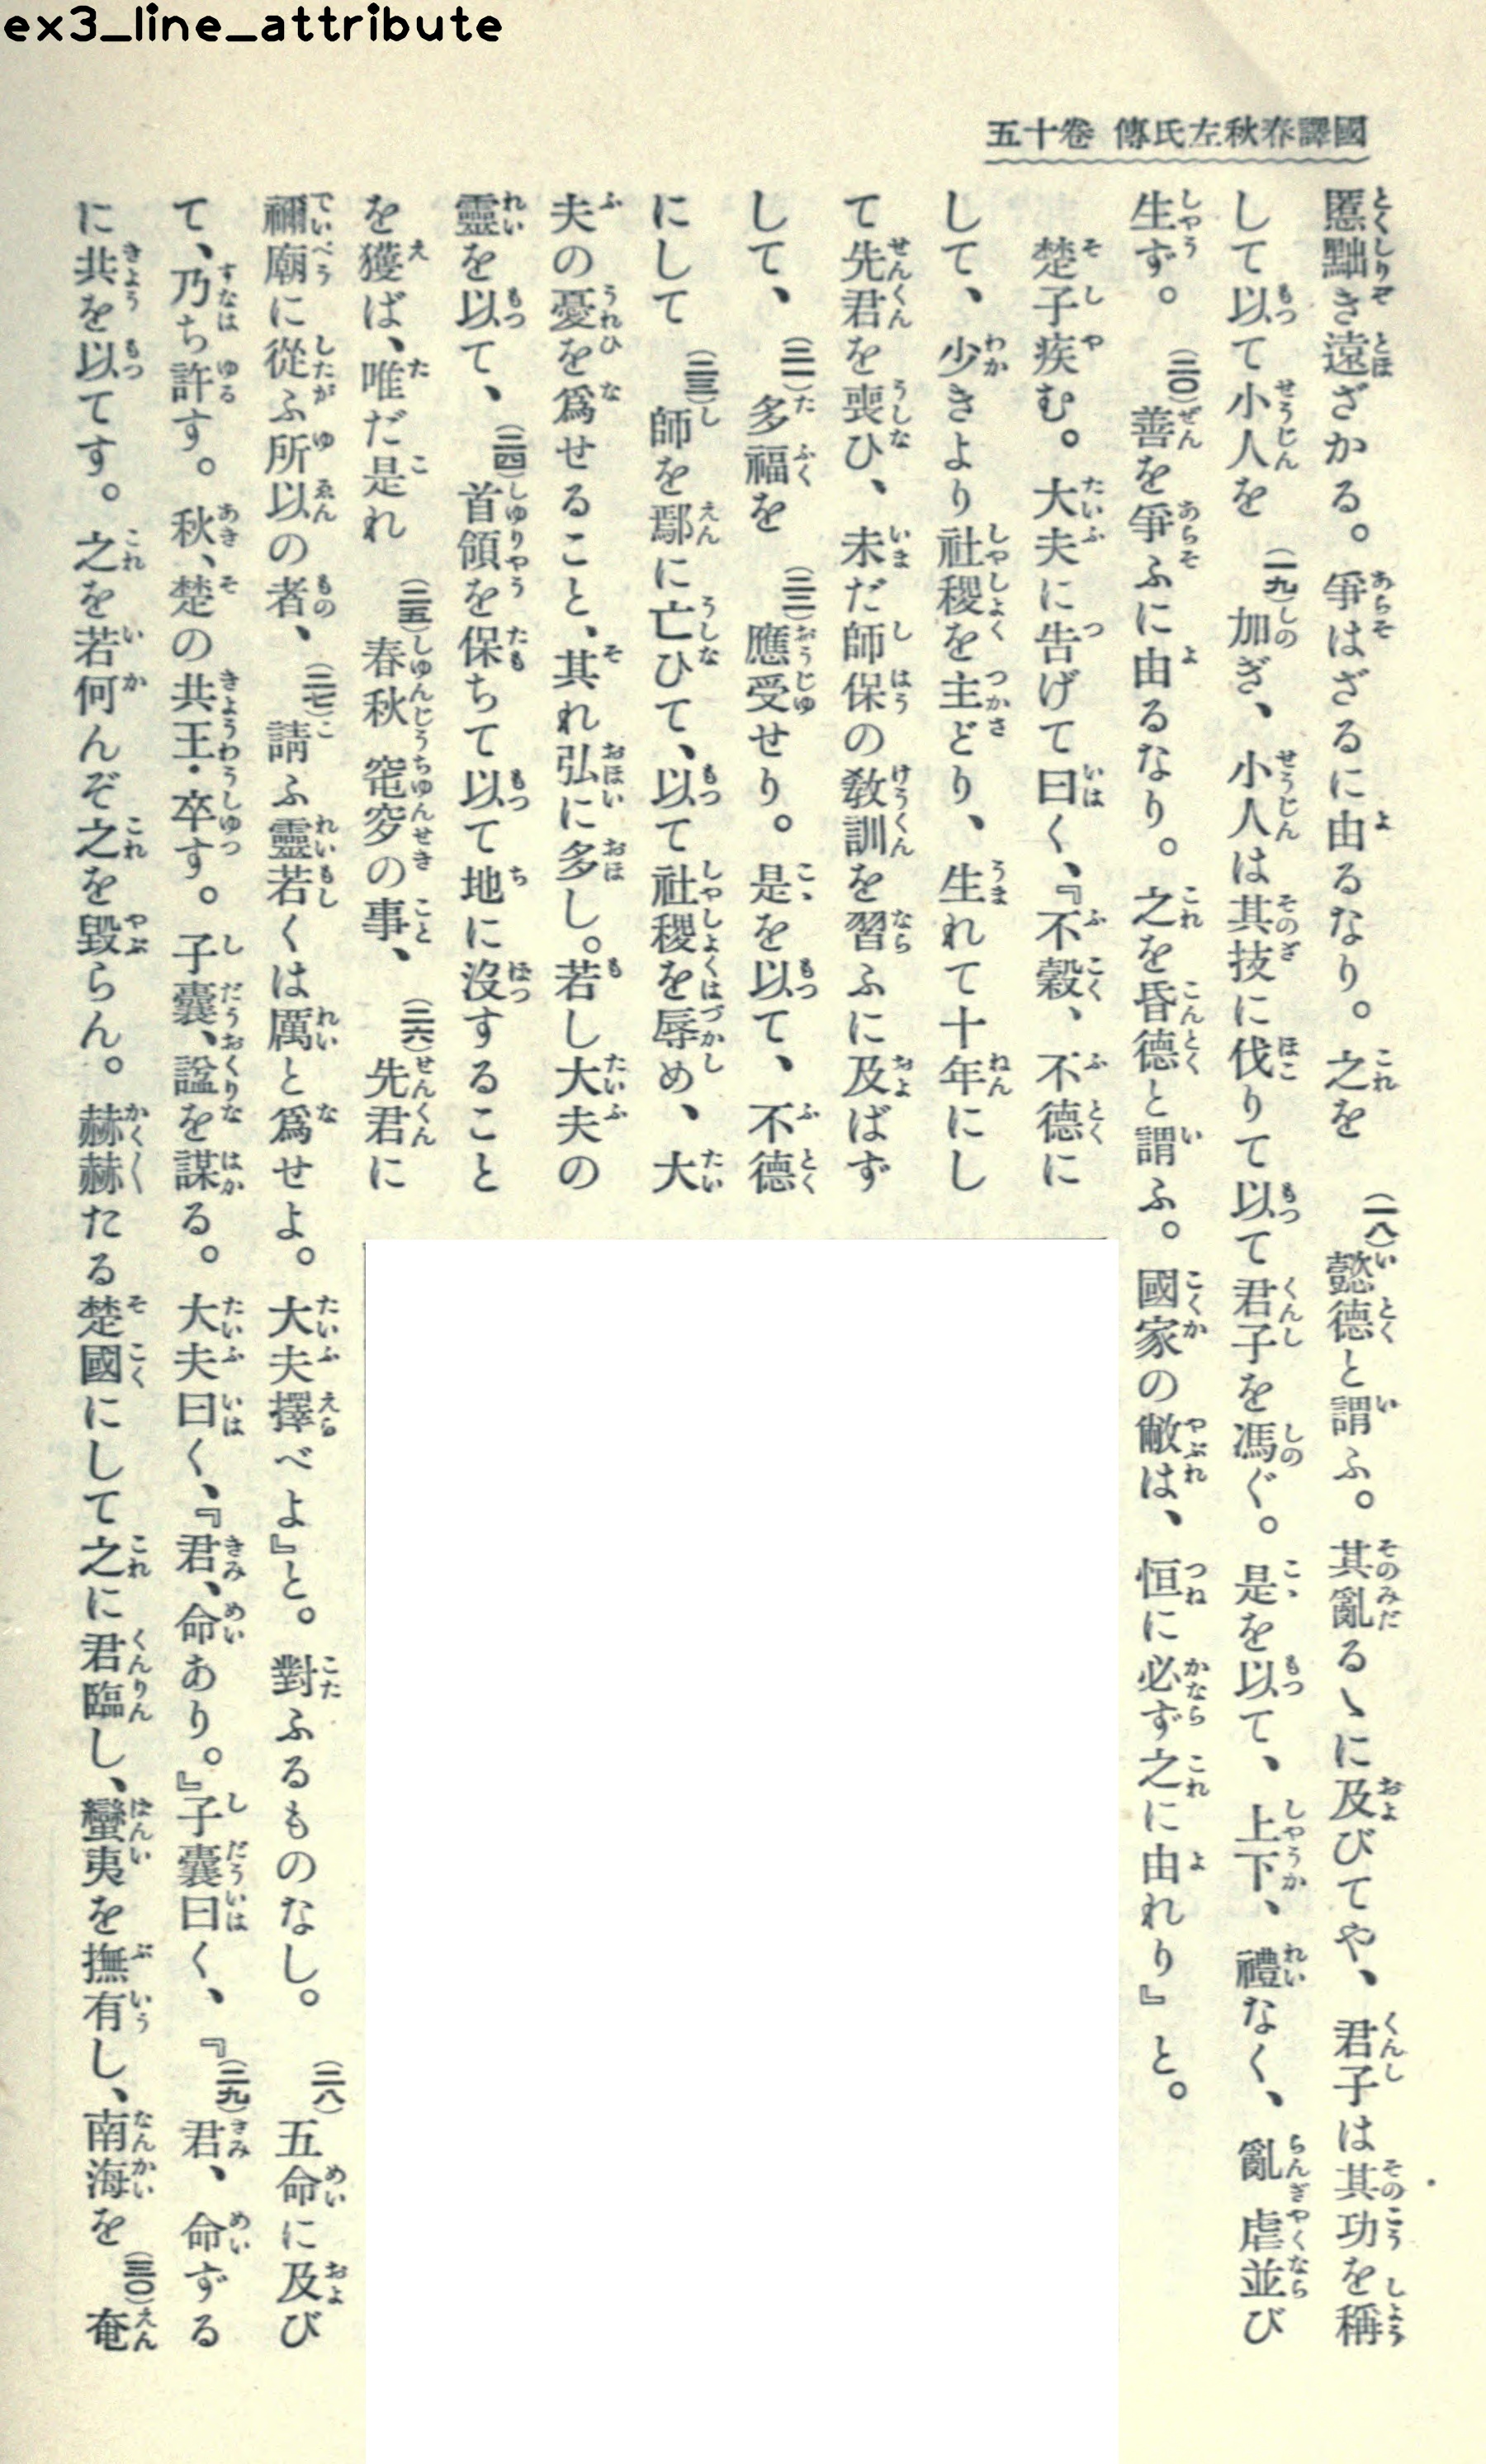 ex3_line_attribute
國譯春秋左氏傳 卷十五
慝黜き遠ざかる。爭はざるに由るなり。之を(一八)懿德と謂ふ。其亂るゝに及びてや、君子は其功を稱
して以て小人を(一九)加ぎ、小人は其技に伐りて以て君子を馮ぐ。是を以て、上下、禮なく、亂虐並び
生ず。(二〇)善を爭ふに由るなり。之を昏德と謂ふ。國家の敝は、恒に必ず之に由れり』と。
楚子疾む。大夫に告げて曰く、『不穀、不德に
して、少きより社稷を主どり、生れて十年にし
て先君を喪ひ、未だ師保の敎訓を習ふに及ばず
して、(二一)多福を(二二)應受せり。是を以て、不德
にして(二三)師を鄢に亡ひて、以て社稷を辱め、大
夫の憂を爲せること、其れ弘に多し。若し大夫の
靈を以て、(二四)首領を保ちて以て地に沒すること
を獲ば、唯だ是れ(二五)春秋窀穸の事、(二六)先君に
禰廟に從ふ所以の者、(二七)請ふ靈若くは厲と爲せよ。大夫擇べよ』と。對ふるものなし。(二八)五命に及び
て、乃ち許す。秋、楚の共王・卒す。子囊、諡を謀る。大夫曰く、『君、命あり。』子囊曰く、『(二九)君、命ずる
に共を以てす。之を若何んぞ之を毀らん。赫赫たる楚國にして之に君臨し、蠻夷を撫有し、南海を(三〇)奄